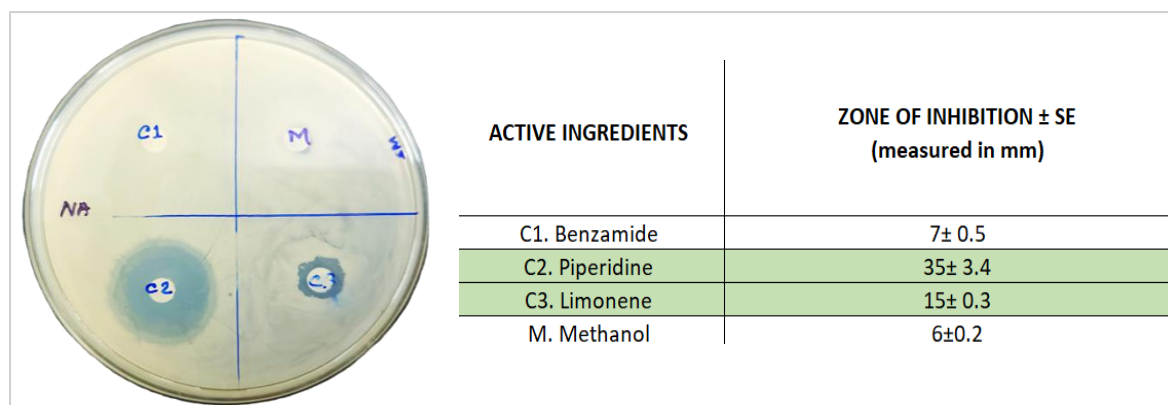 C1
M
NA
C2
C3
ACTIVE INGREDIENTS
ZONE OF INHIBITION ± SE
(measured in mm)
C1. Benzamide 7± 0.5
C2. Piperidine 35± 3.4
C3. Limonene 15± 0.3
M. Methanol 6±0.2